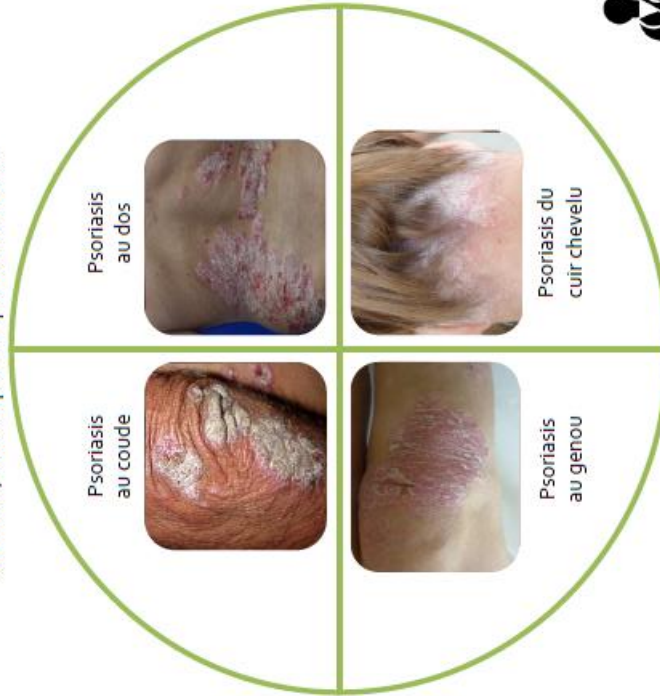 Psoriasis
au coude
Psoriasis
au dos
Psoriasis
au genou
Psoriasis du
cuir chevelu